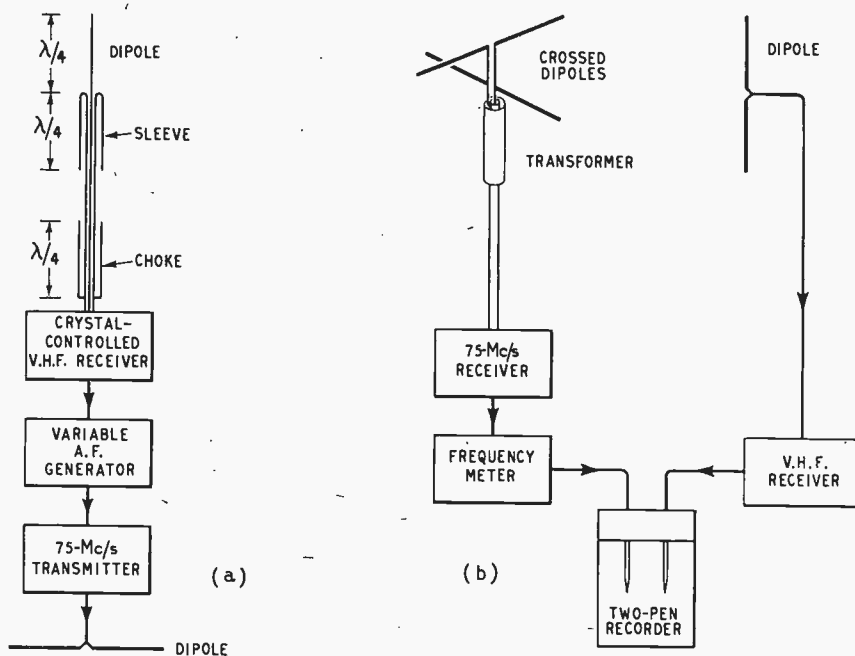 λ/4
DIPOLE
λ/4
SLEEVE
λ/4
CHOKE
CRYSTAL-
CONTROLLED
V.H.F. RECEIVER
VARIABLE
A.F.
GENERATOR
75-Mc/s
TRANSMITTER
(a)
DIPOLE
(b)
CROSSED
DIPOLES
TRANSFORMER
75-Mc/s
RECEIVER
FREQUENCY
METER
DIPOLE
V.H.F.
RECEIVER
TWO-PEN
RECORDER